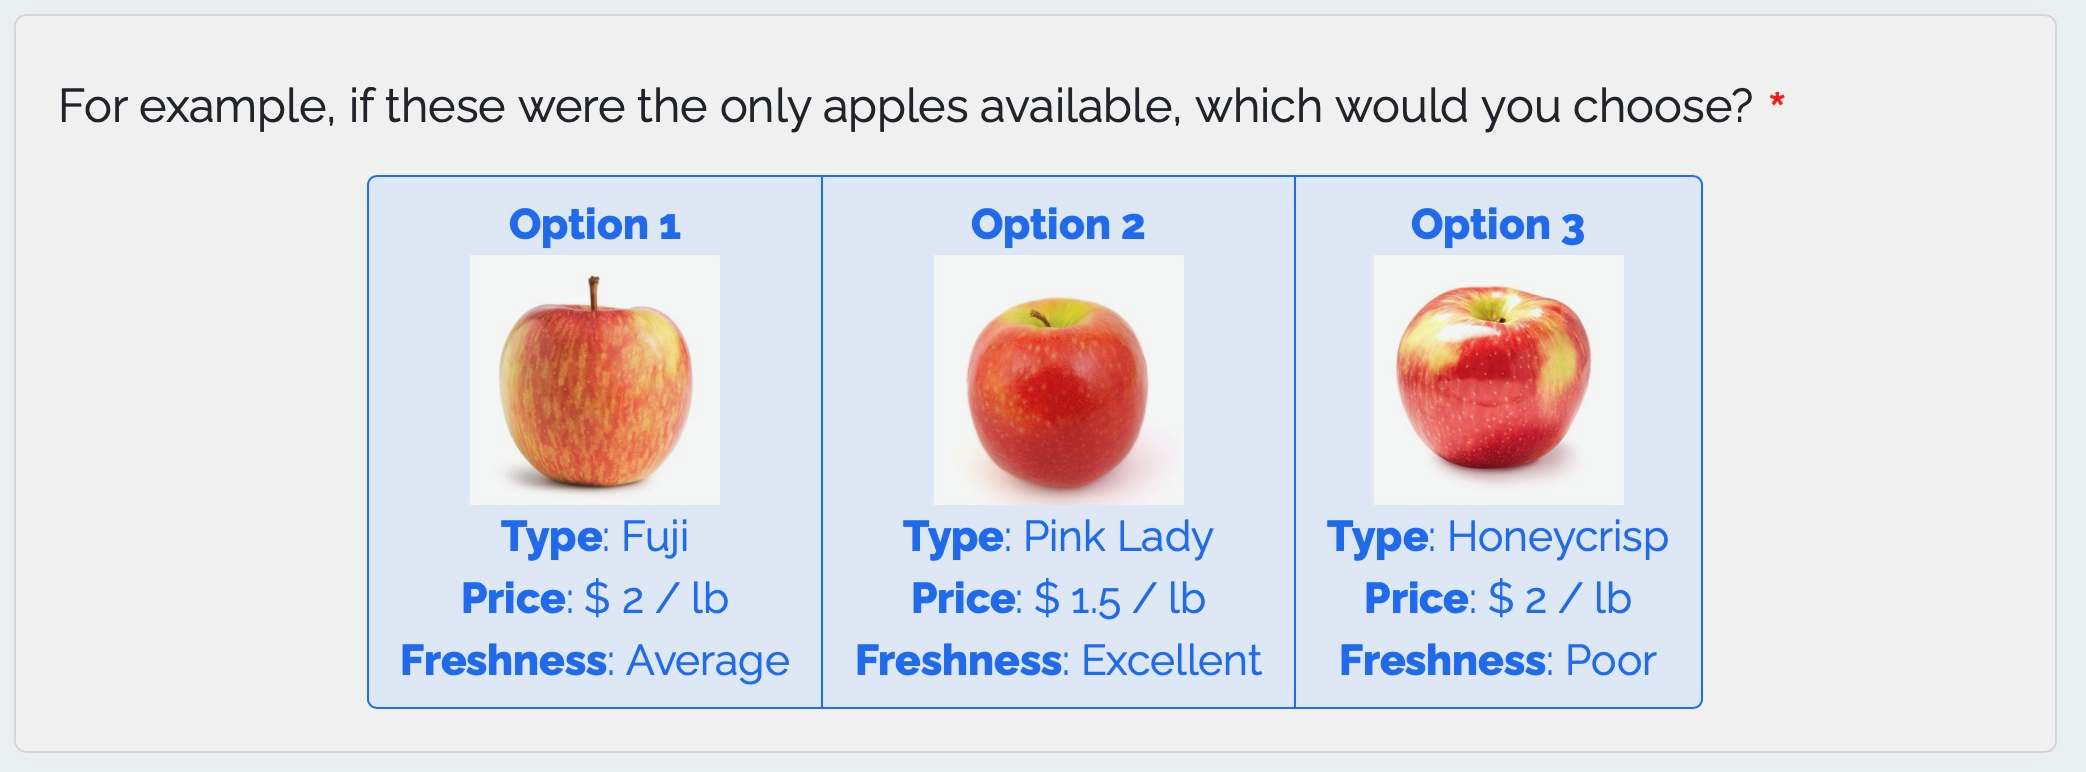 For example, if these were the only apples available, which would you choose? *
Option 1
Type: Fuji
Price: $ 2 / lb
Freshness: Average
Option 2
Type: Pink Lady
Price: $ 1.5 / lb
Freshness: Excellent
Option 3
Type: Honeycrisp
Price: $ 2 / lb
Freshness: Poor